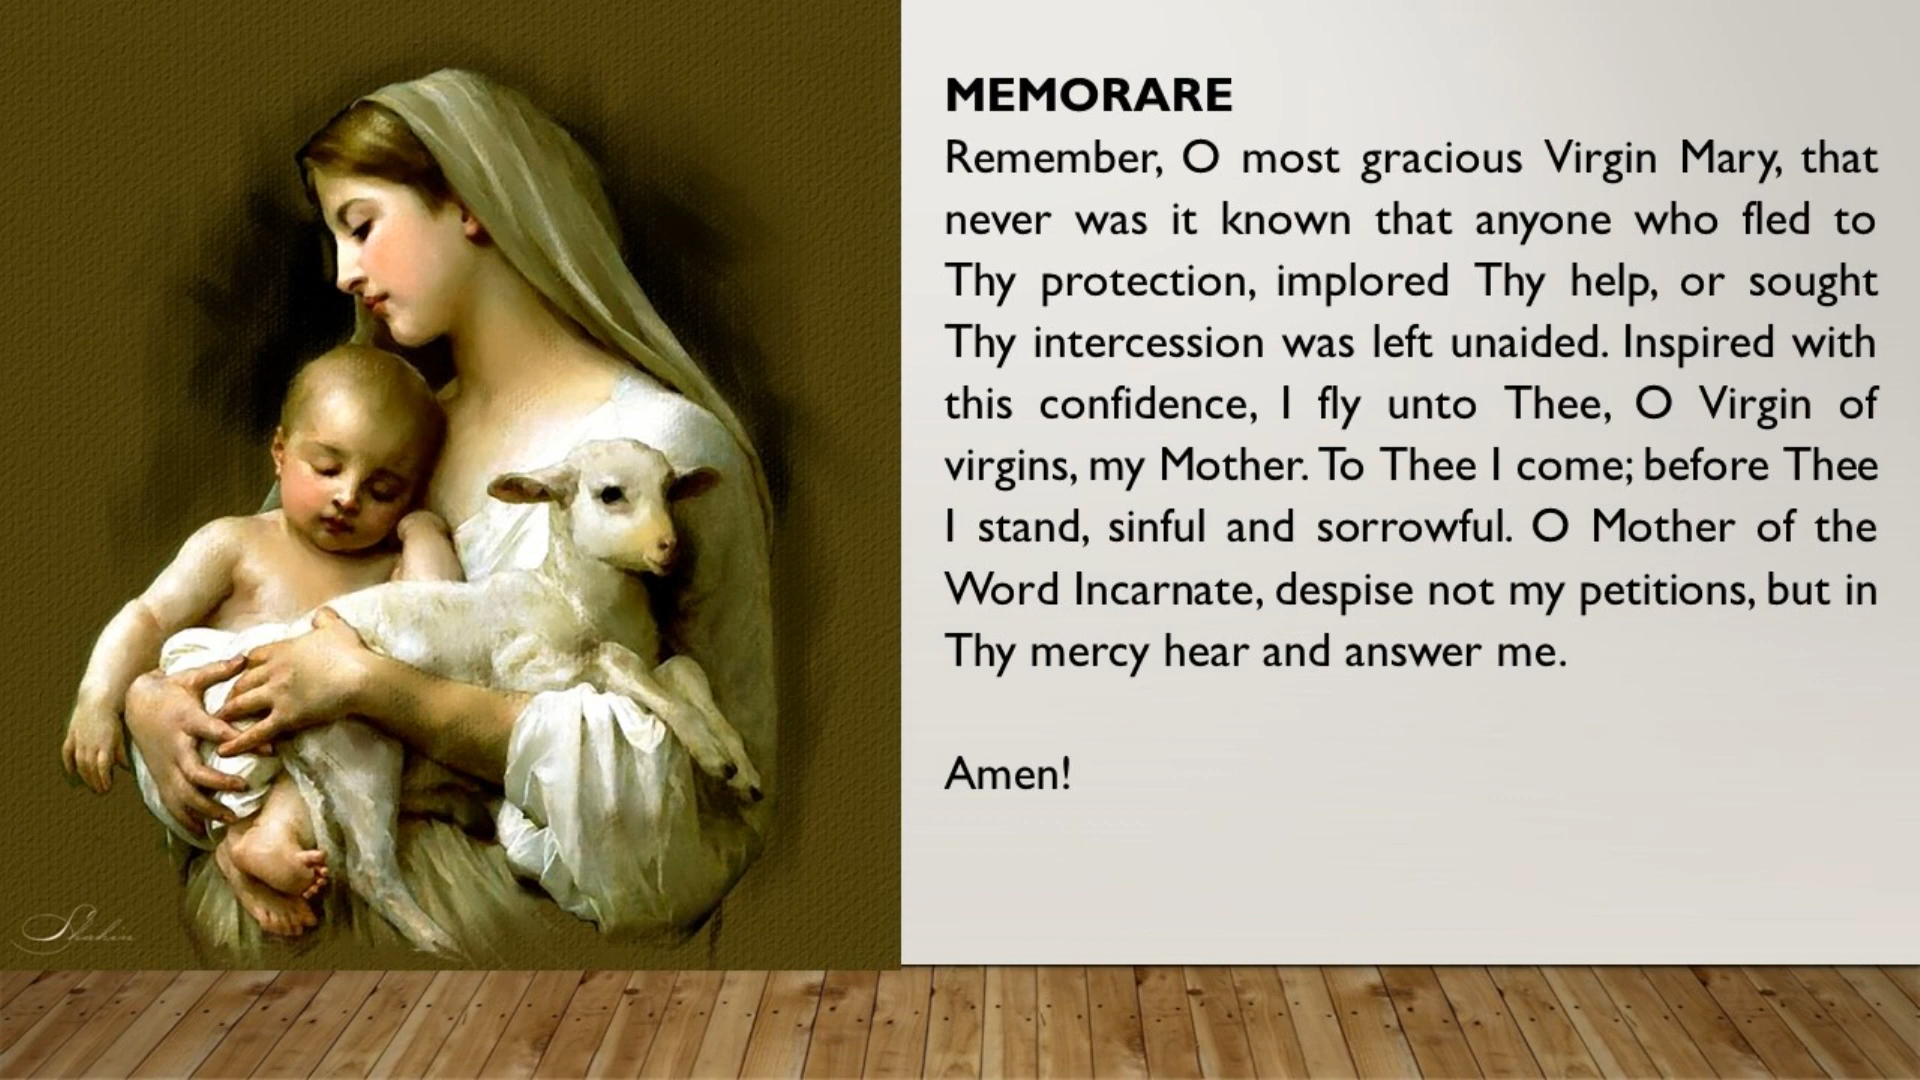 MEMORARE
Remember, O most gracious Virgin Mary, that
never was it known that anyone who fled to
Thy protection, implored Thy help, or sought
Thy intercession was left unaided. Inspired with
this confidence, I fly unto Thee, O Virgin of
virgins, my Mother. To Thee I come; before Thee
I stand, sinful and sorrowful. O Mother of the
Word Incarnate, despise not my petitions, but in
Thy mercy hear and answer me.
Amen!
Shahin